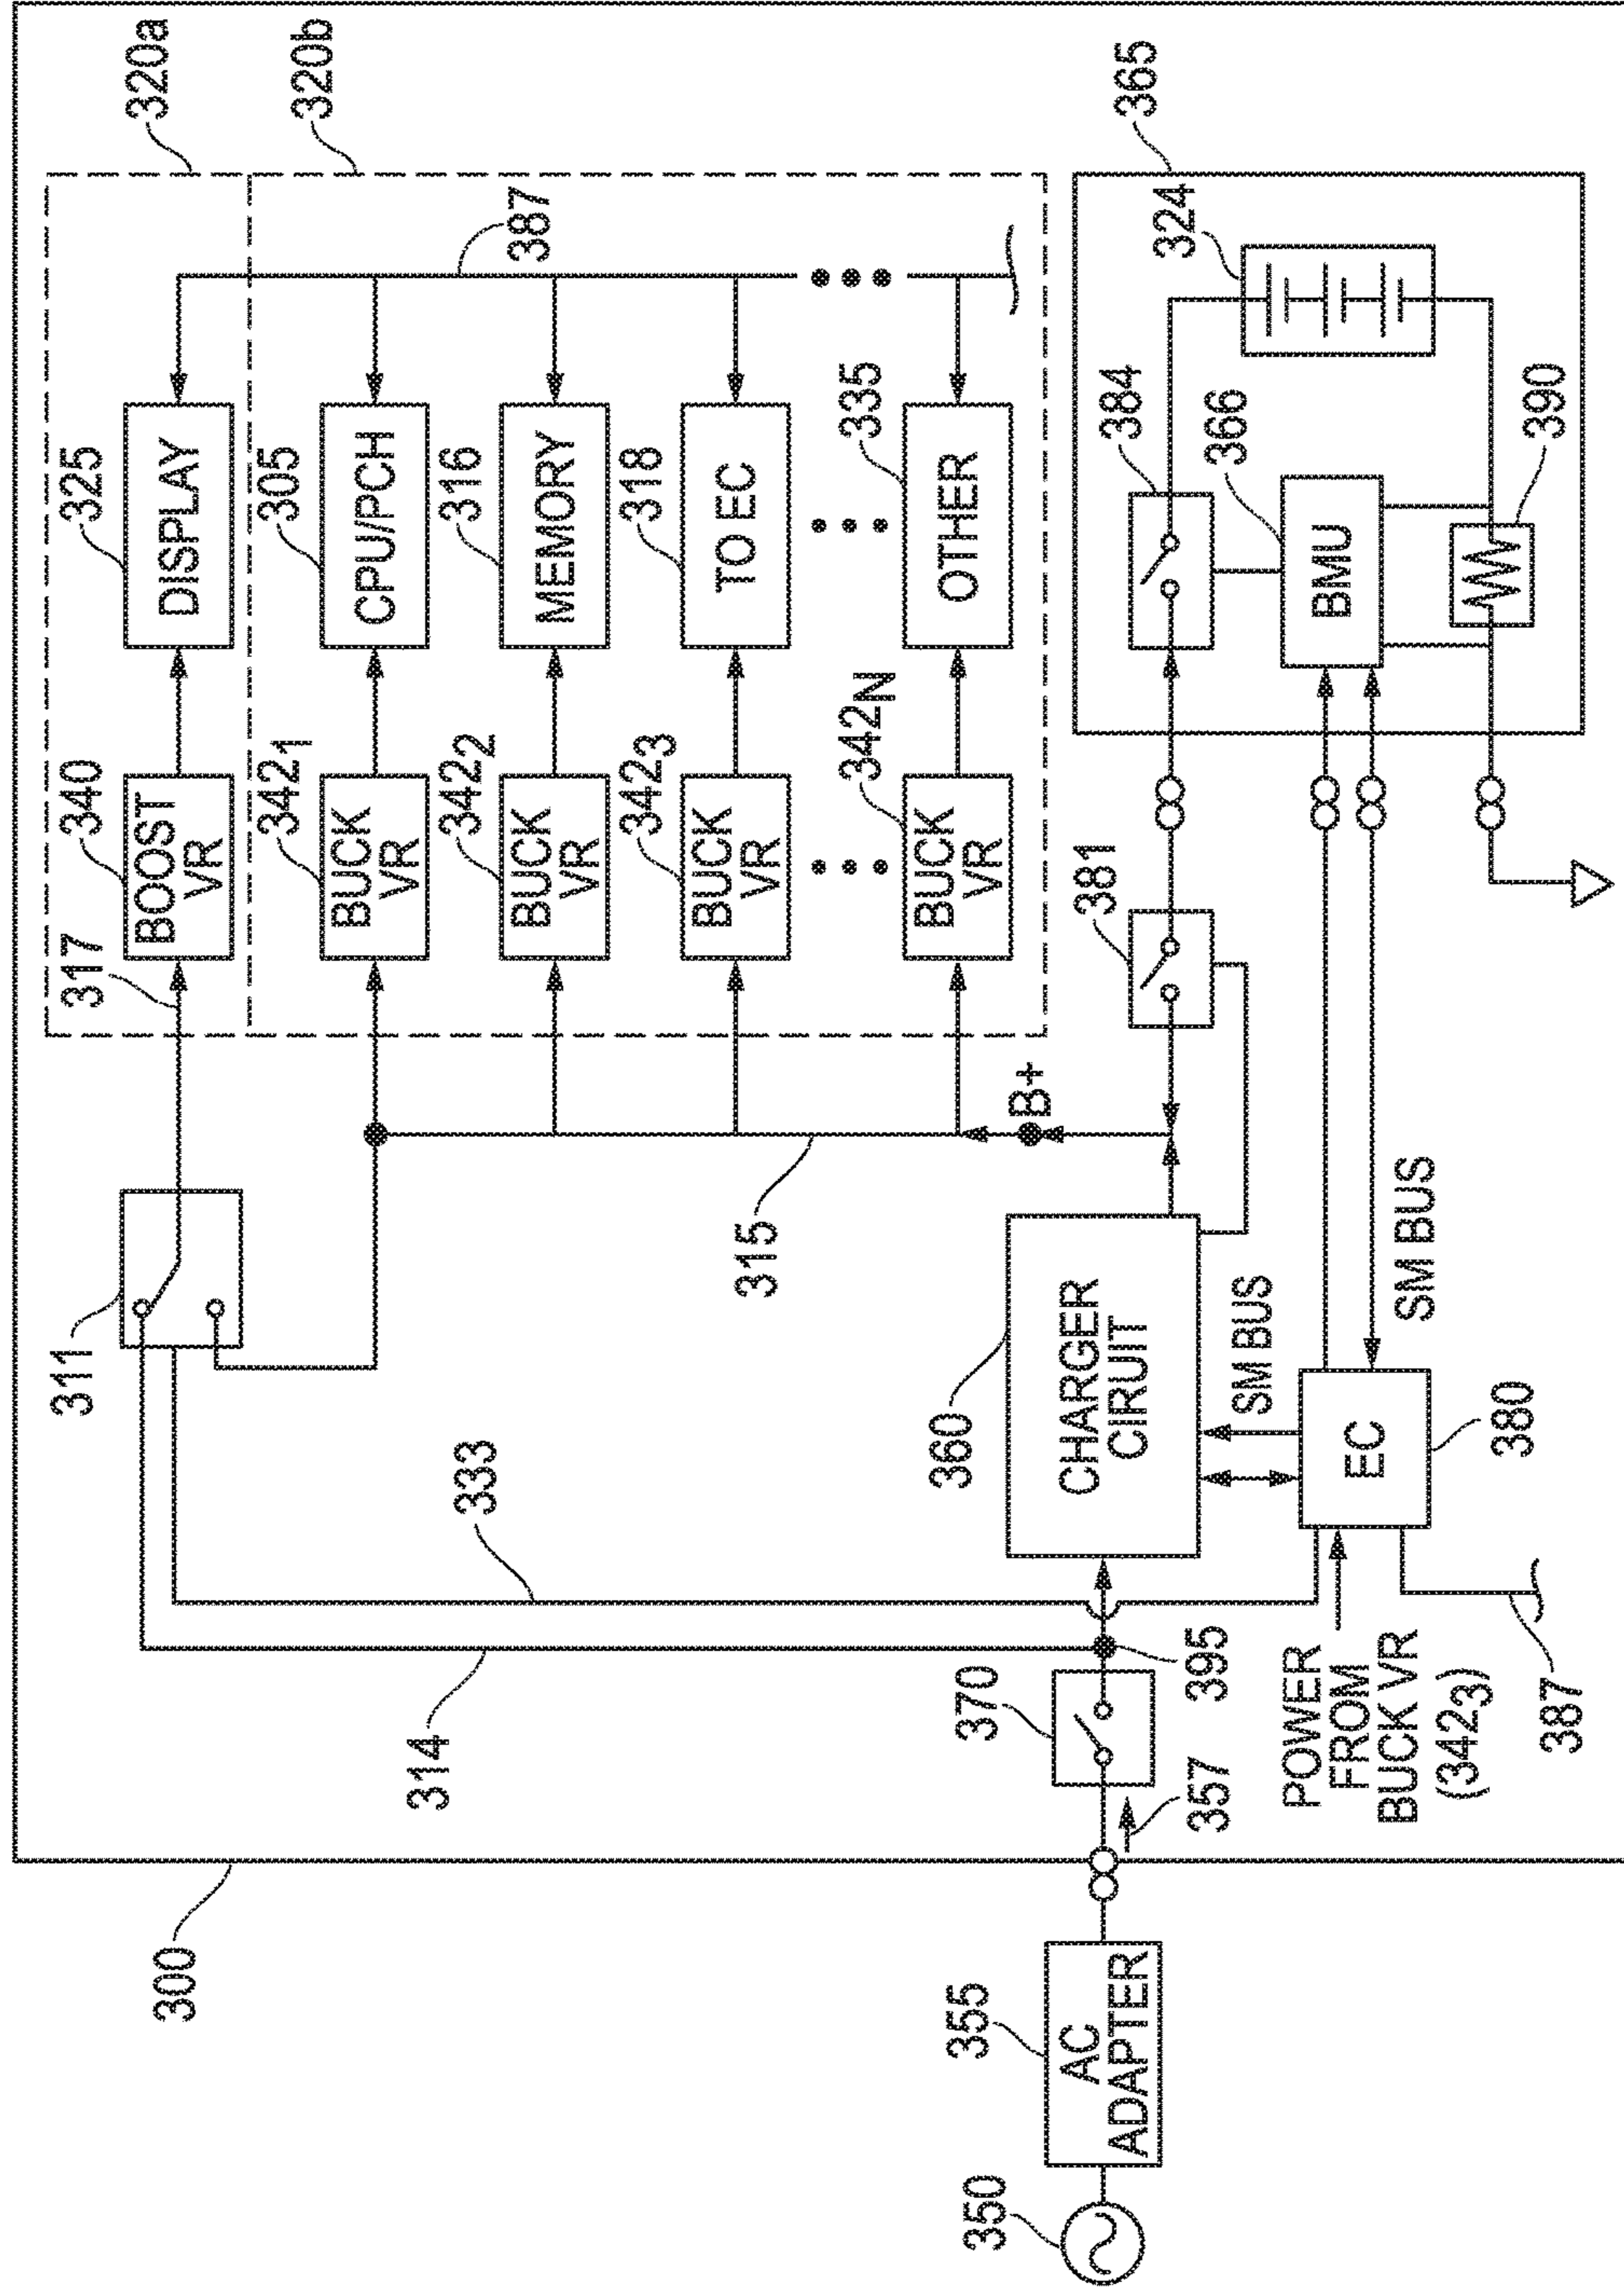 320a
320b
325
DISPLAY
340
BOOST
VR
317
311
305
CPU/PCH
342₁
BUCK
VR
387
316
MEMORY
342₂
BUCK
VR
318
TO EC
342₃
BUCK
VR
335
OTHER
342N
BUCK
VR
315
B+
333
314
300
365
324
384
366
BMU
390
381
360
CHARGER
CIRUIT
SM BUS
SM BUS
EC
380
370
395
357
POWER
FROM
BUCK VR
(342₃)
387
355
AC
ADAPTER
350